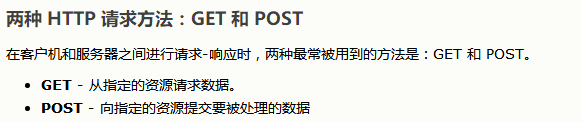 两种 HTTP 请求方法：GET 和 POST
在客户机和服务器之间进行请求-响应时，两种最常被用到的方法是：GET 和 POST。
• GET - 从指定的资源请求数据。
• POST - 向指定的资源提交要被处理的数据